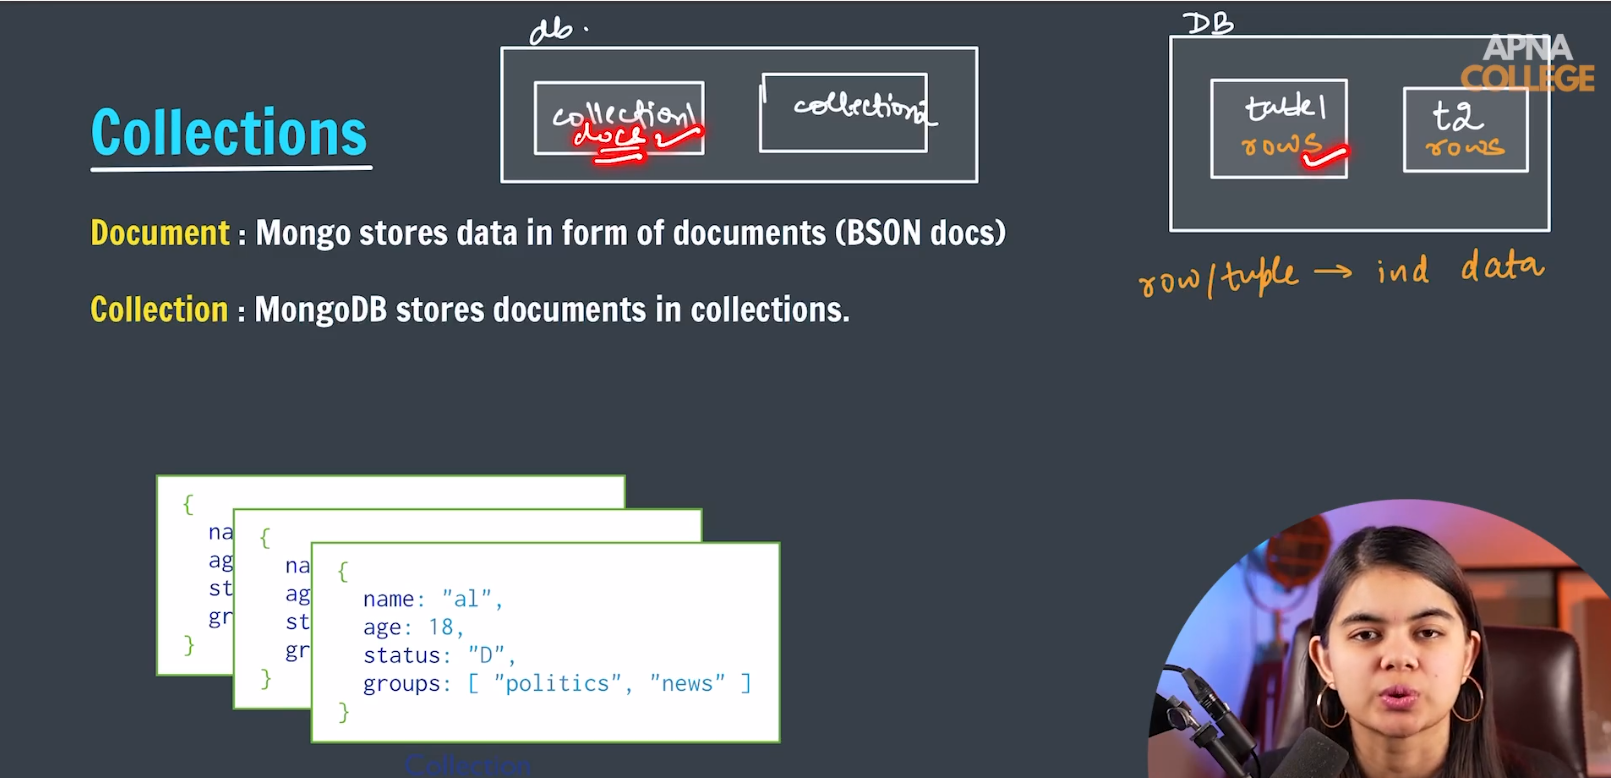 db.
DB
APNA
COLLEGE
collection1
docs
collection2
table1
rows
t2
rows
Collections
Document : Mongo stores data in form of documents (BSON docs)
row/tuple → ind data
Collection : MongoDB stores documents in collections.
{
na
ag
st
gr
}
{
na
ag
st
gr
}
{
name: "al",
age: 18,
status: "D",
groups: [ "politics", "news" ]
}
Collection